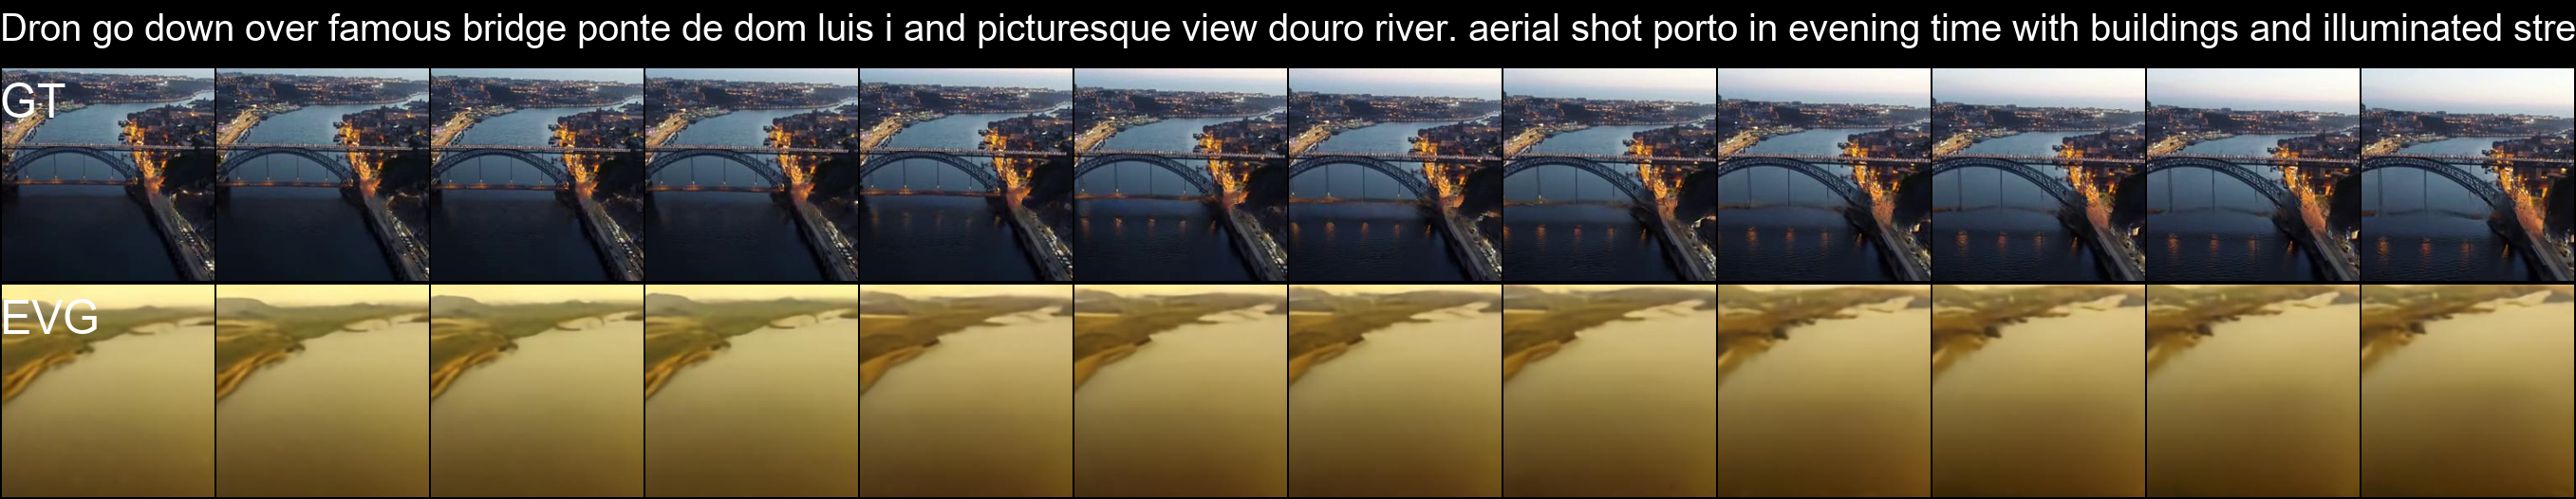 Dron go down over famous bridge ponte de dom luis i and picturesque view douro river. aerial shot porto in evening time with buildings and illuminated stre
GT
EVG